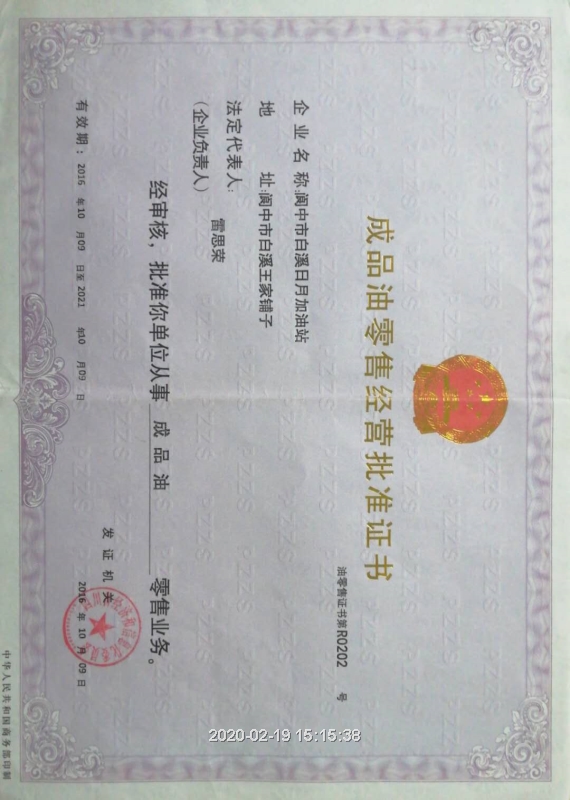 成品油零售经营批准证书
油零售证书第R0202 号
企业名称:阆中市白溪日月加油站
地 址:阆中市白溪王家铺子
法定代表人: 雷思荣
(企业负责人)
经审核,批准你单位从事 成品油 零售业务。
发证机关
有效期:2016 年10 月09 日至2021 年10 月09 日
2016 年 10 月 09 日
中华人民共和国商务部印制
2020-02-19 15:15:38